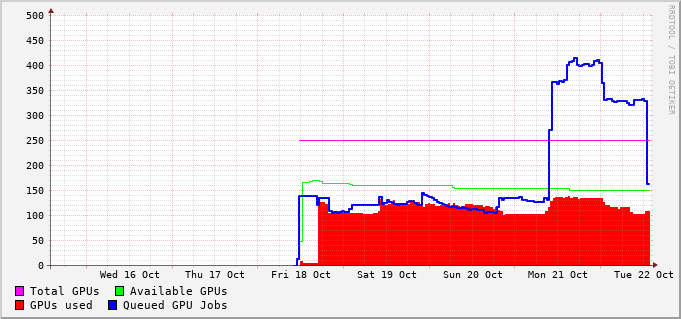 500
450
400
350
300
250
200
150
100
50
0
Wed 16 Oct Thu 17 Oct Fri 18 Oct Sat 19 Oct Sun 20 Oct Mon 21 Oct Tue 22 Oct
Total GPUs Available GPUs
GPUs used Queued GPU Jobs
RRDTOOL / TOBI OETIKER